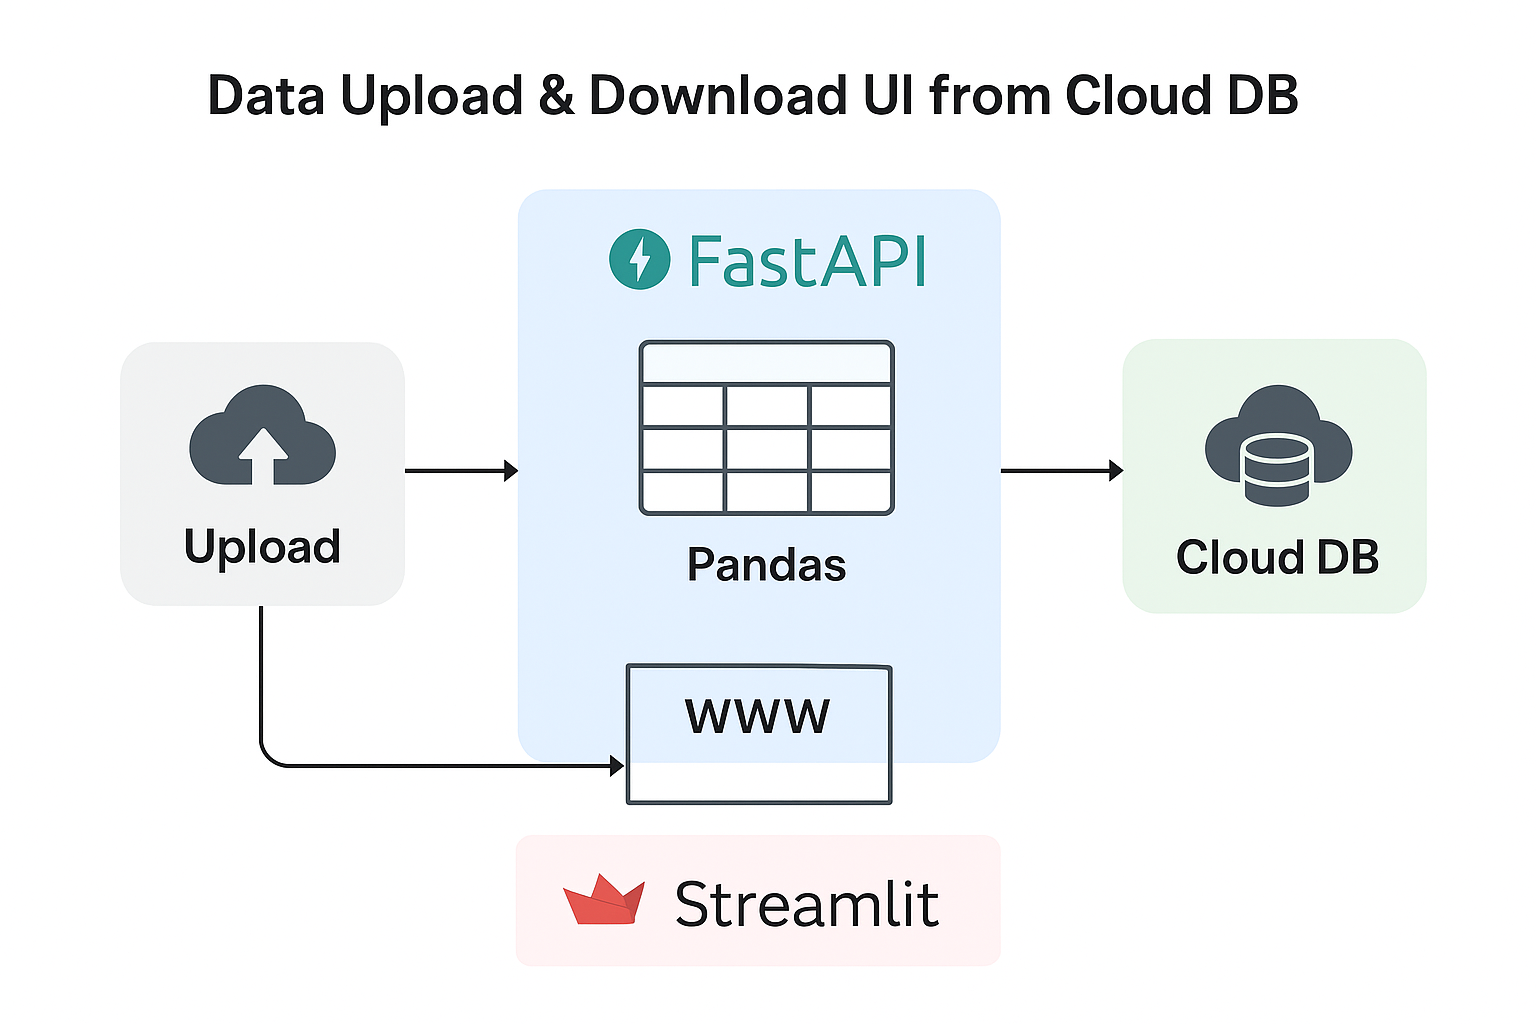 Data Upload & Download UI from Cloud DB
FastAPI
Upload
Pandas
Cloud DB
WWW
Streamlit